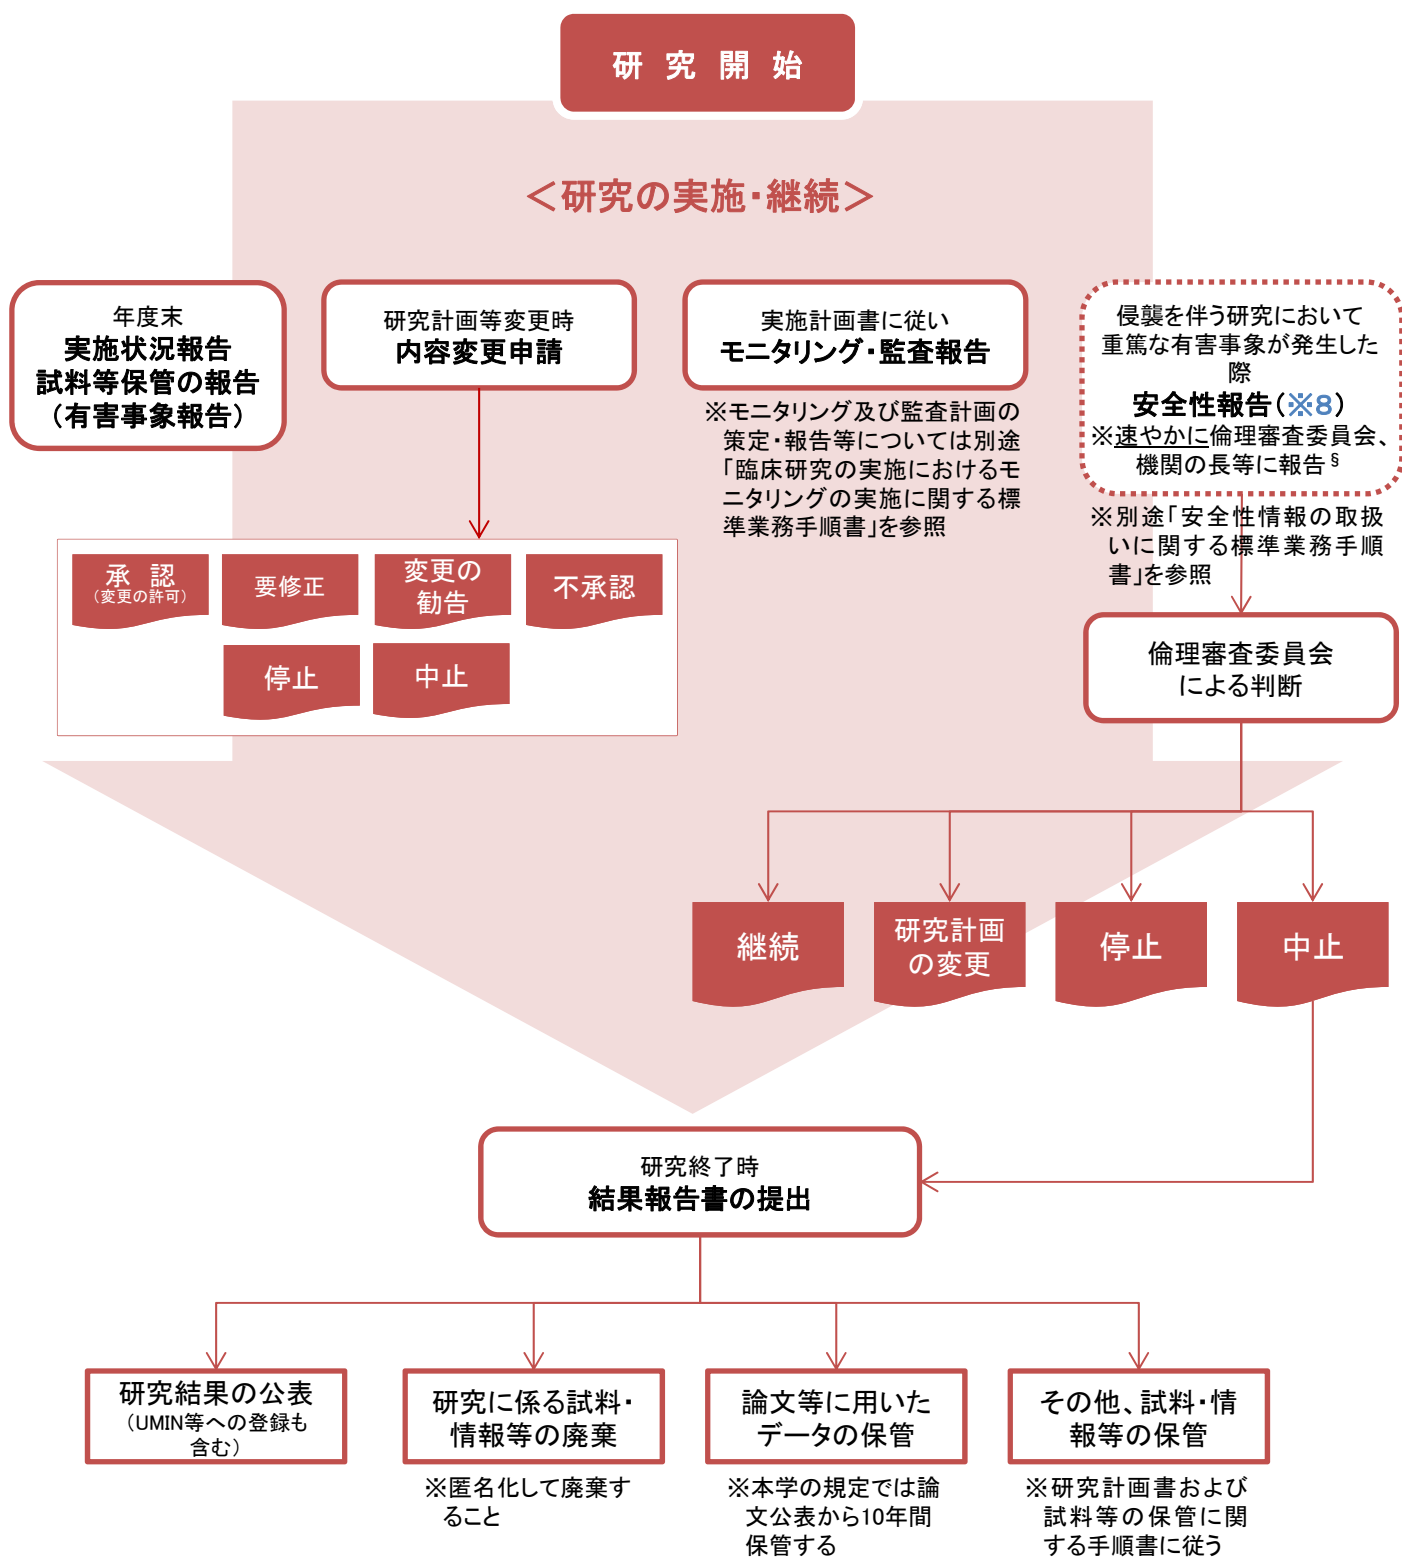 研究開始
＜研究の実施・継続＞
年度末
実施状況報告
試料等保管の報告
（有害事象報告）
研究計画等変更時
内容変更申請
実施計画書に従い
モニタリング・監査報告
※モニタリング及び監査計画の
策定・報告等については別途
「臨床研究の実施におけるモ
ニタリングの実施に関する標
準業務手順書」を参照
侵襲を伴う研究において
重篤な有害事象が発生した
際
安全性報告（※8）
※速やかに倫理審査委員会、
機関の長等に報告§
※別途「安全性情報の取扱
いに関する標準業務手順
書」を参照
承　認
（変更の許可）
要修正
変更の
勧告
不承認
停止
中止
倫理審査委員会
による判断
継続
研究計画
の変更
停止
中止
研究終了時
結果報告書の提出
研究結果の公表
（UMIN等への登録も
含む）
研究に係る試料・
情報等の廃棄
※匿名化して廃棄す
ること
論文等に用いた
データの保管
※本学の規定では論
文公表から10年間
保管する
その他、試料・情
報等の保管
※研究計画書および
試料等の保管に関
する手順書に従う